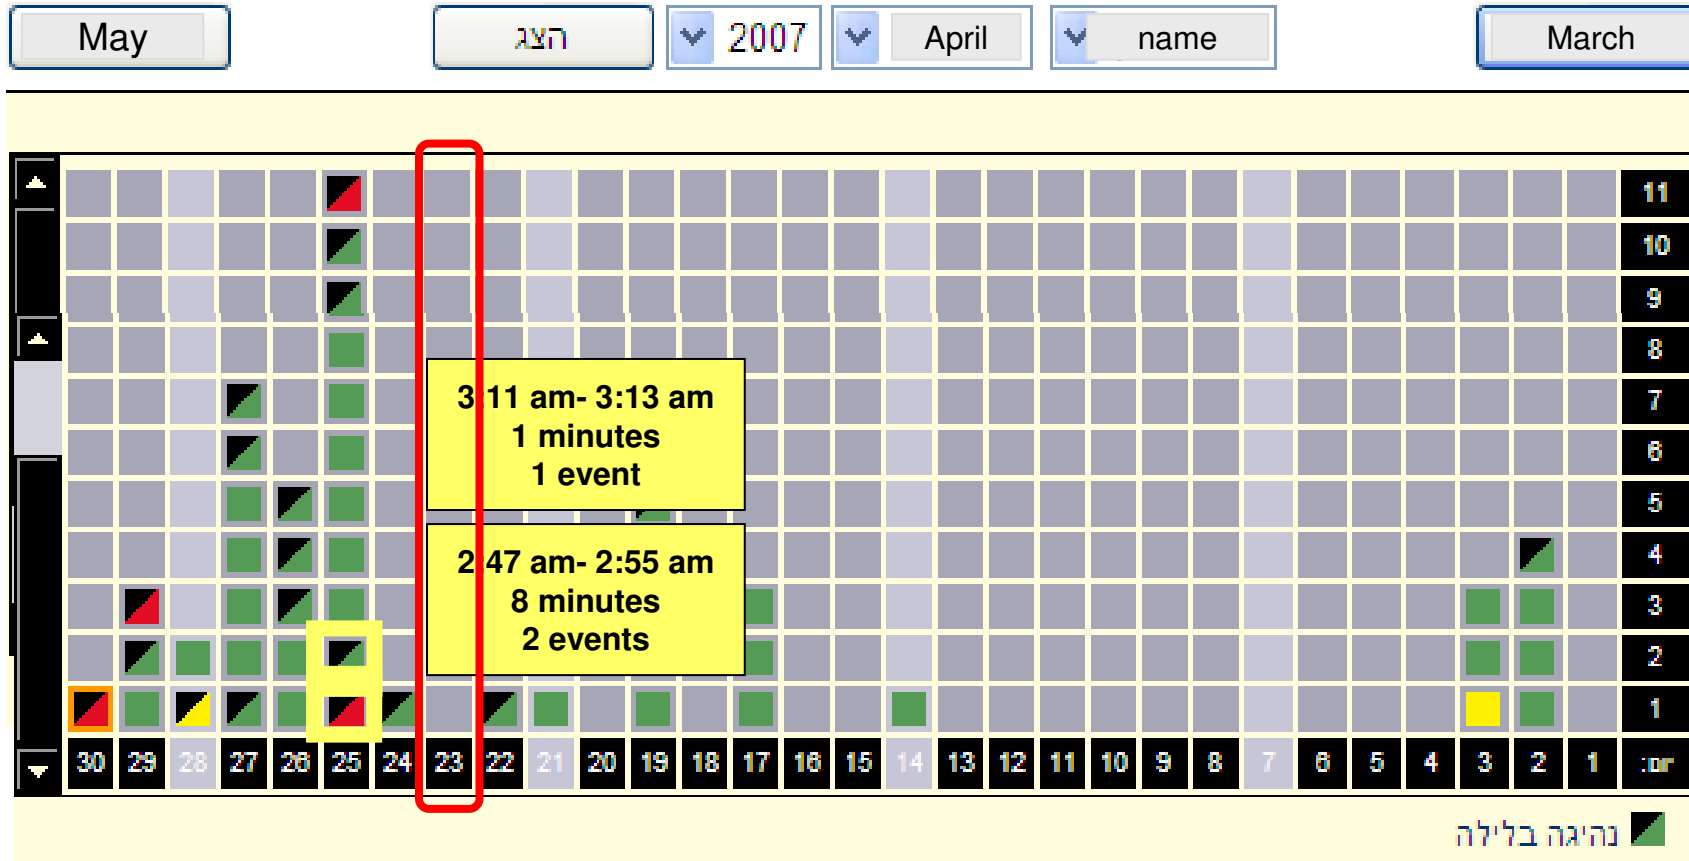 May
הצג
2007
April
name
March
11
10
9
8
7
6
5
4
3
2
1
3:11 am- 3:13 am
1 minutes
1 event
2:47 am- 2:55 am
8 minutes
2 events
30 29 28 27 26 25 24 23 22 21 20 19 18 17 16 15 14 13 12 11 10 9 8 7 6 5 4 3 2 1 יום:
נהיגה בלילה